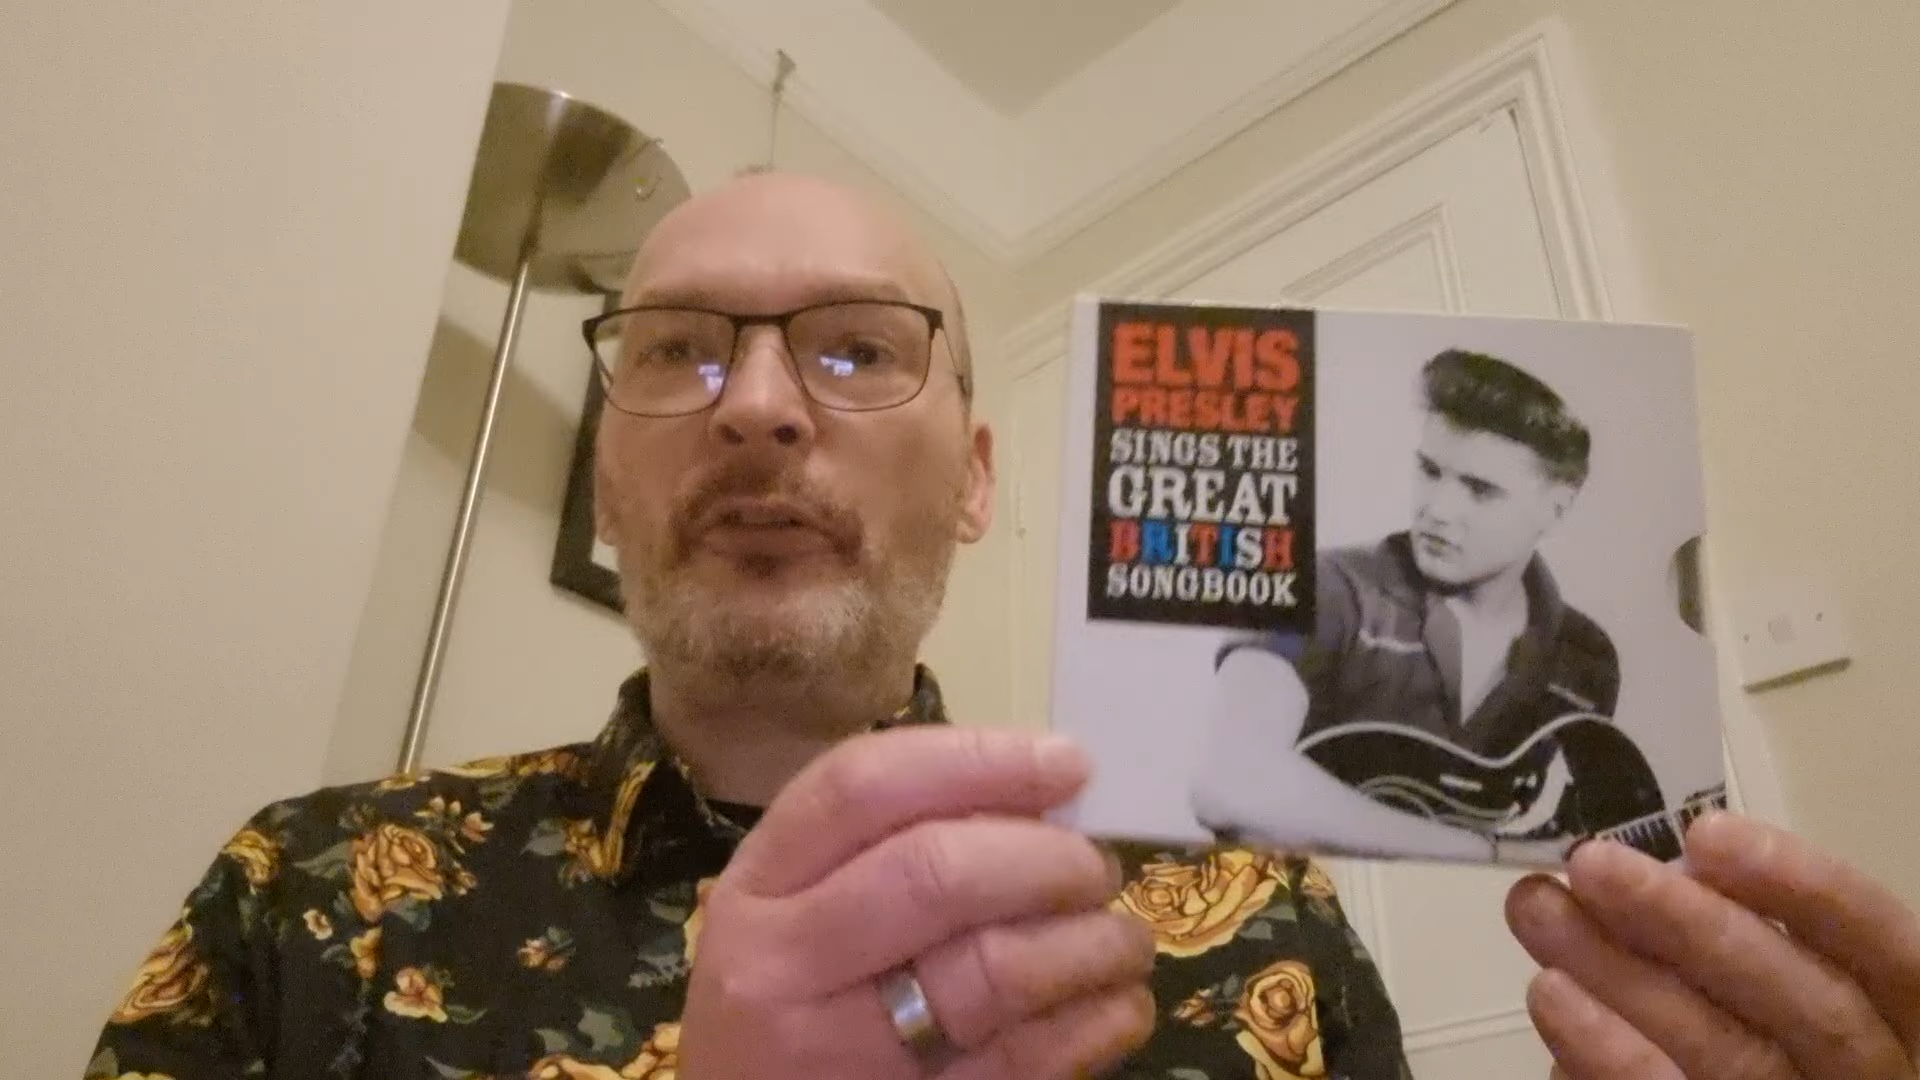 ELVIS
PRESLEY
SINGS THE
GREAT
BRITISH
SONGBOOK